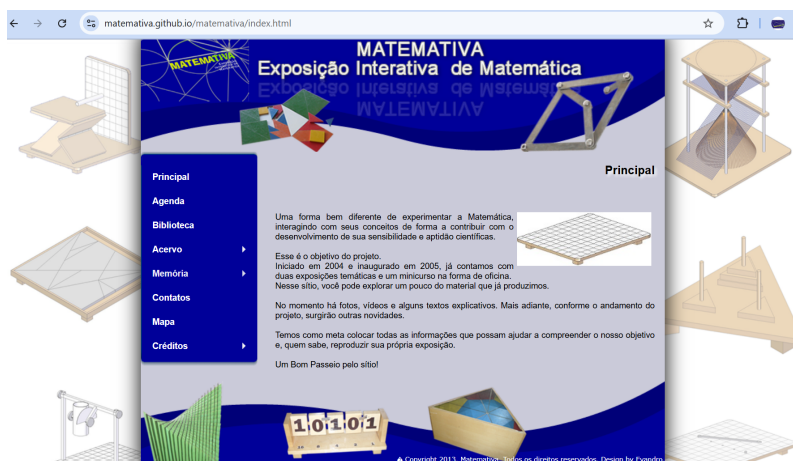 matemativa.github.io/matemativa/index.html
MATEMATIVA
MATEMATIVA
Exposição Interativa de Matemática
Exposição Interativa de Matemática
MATEMATIVA
Principal
Principal
Agenda
Biblioteca
Acervo
Memória
Contatos
Mapa
Créditos
Uma forma bem diferente de experimentar a Matemática,
interagindo com seus conceitos de forma a contribuir com o
desenvolvimento de sua sensibilidade e aptidão científicas.
Esse é o objetivo do projeto.
Iniciado em 2004 e inaugurado em 2005, já contamos com
duas exposições temáticas e um minicurso na forma de oficina.
Nesse sítio, você pode explorar um pouco do material que já produzimos.
No momento há fotos, vídeos e alguns textos explicativos. Mais adiante, conforme o andamento do
projeto, surgirão outras novidades.
Temos como meta colocar todas as informações que possam ajudar a compreender o nosso objetivo
e, quem sabe, reproduzir sua própria exposição.
Um Bom Passeio pelo sítio!
10101
� Copyright 2013. Matemativa. Todos os direitos reservados. Design by Evandro